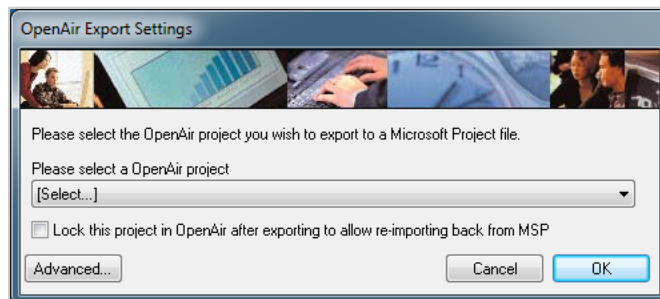 OpenAir Export Settings
Please select the OpenAir project you wish to export to a Microsoft Project file.
Please select a OpenAir project
[Select...]
Lock this project in OpenAir after exporting to allow re-importing back from MSP
Advanced...
Cancel
OK